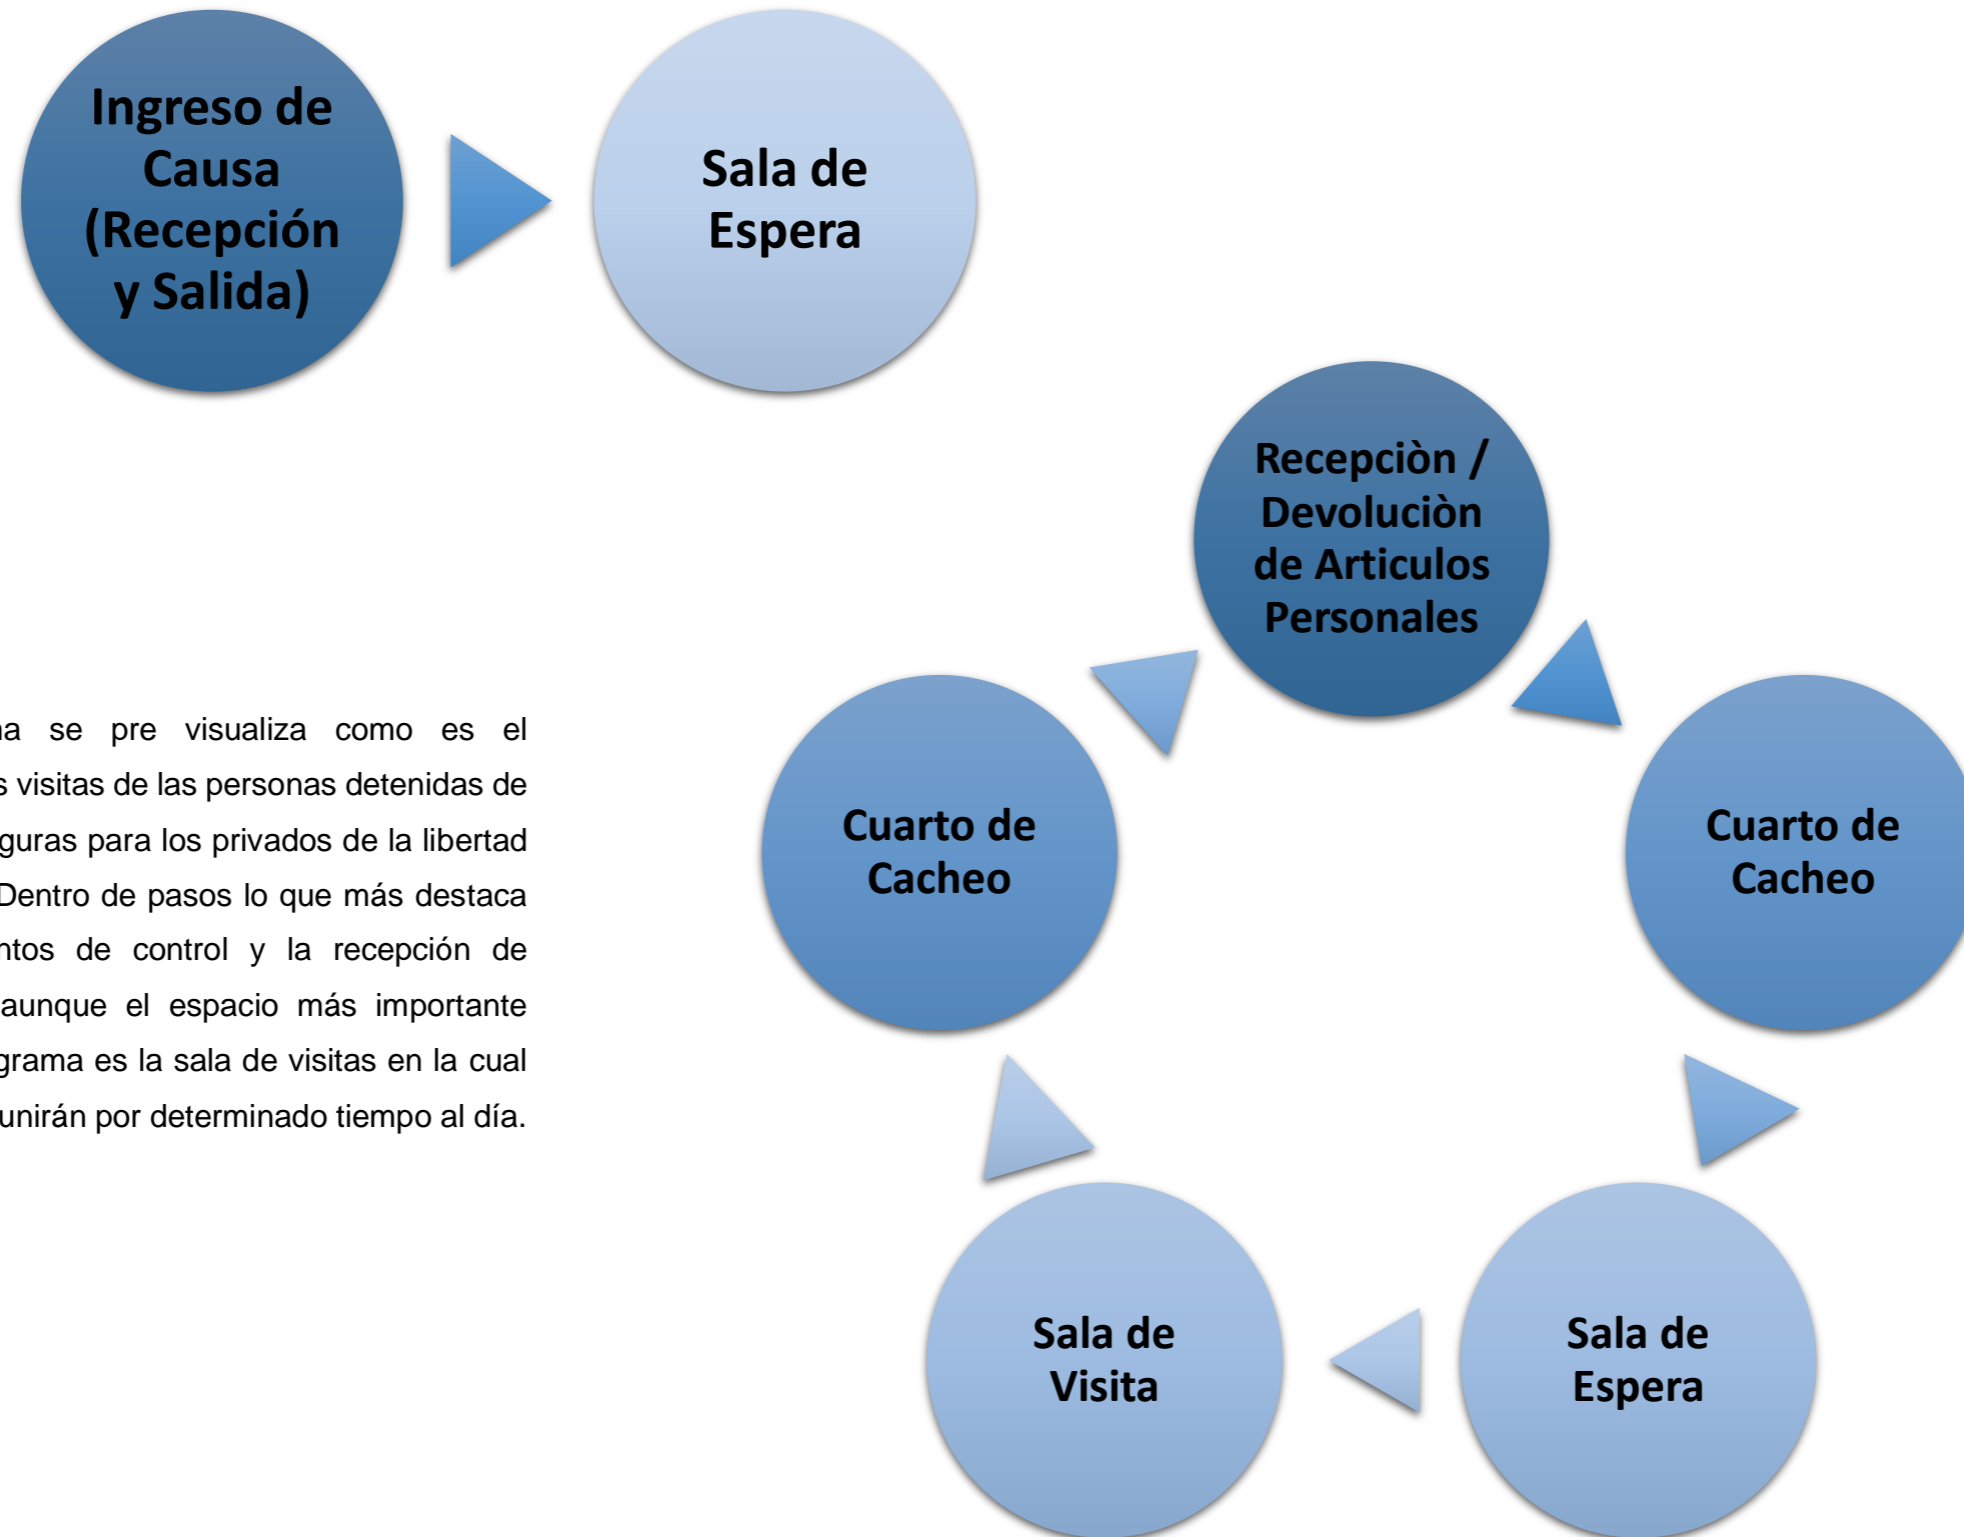 Ingreso de
Causa
(Recepción
y Salida)
Sala de
Espera
Recepciòn /
Devoluciòn
de Articulos
Personales
Cuarto de
Cacheo
Cuarto de
Cacheo
Sala de
Visita
Sala de
Espera
se pre visualiza como es el
visitas de las personas detenidas de
para los privados de la libertad
Dentro de pasos lo que más destaca
de control y la recepción de
aunque el espacio más importante
es la sala de visitas en la cual
por determinado tiempo al día.